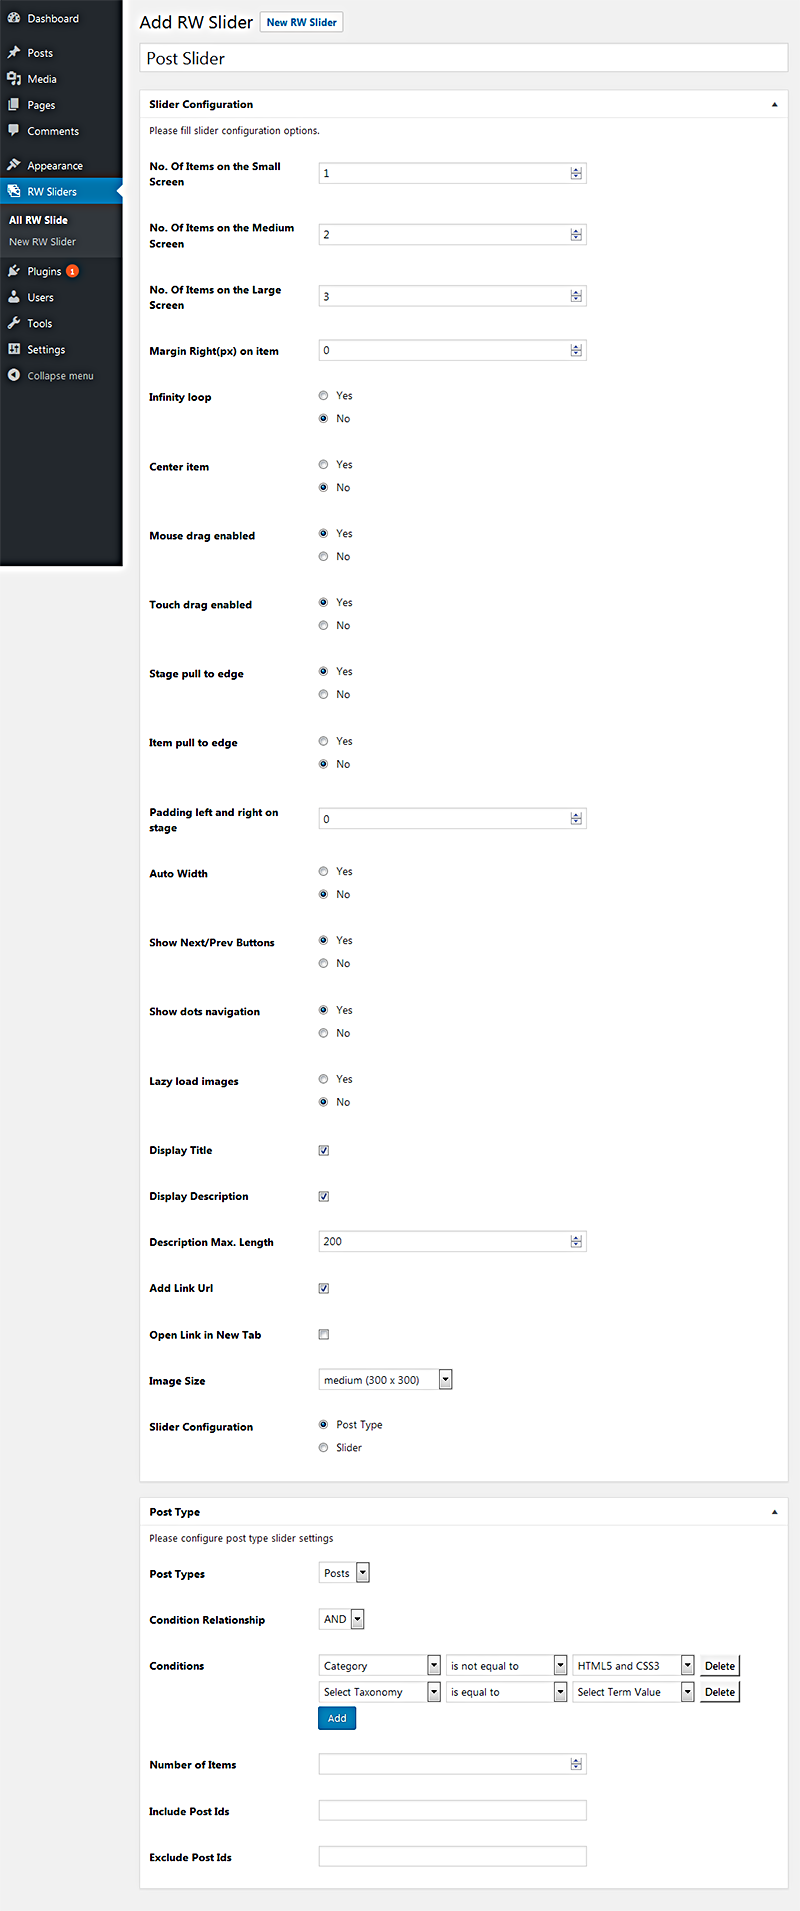 Dashboard
Posts
Media
Pages
Comments
Appearance
RW Sliders
All RW Slide
New RW Slider
Plugins 1
Users
Tools
Settings
Collapse menu
Add RW Slider New RW Slider
Post Slider
Slider Configuration
Please fill slider configuration options.
No. Of Items on the Small
Screen
1
No. Of Items on the Medium
Screen
2
No. Of Items on the Large
Screen
3
Margin Right(px) on item
0
Infinity loop
Yes
No
Center item
Yes
No
Mouse drag enabled
Yes
No
Touch drag enabled
Yes
No
Stage pull to edge
Yes
No
Item pull to edge
Yes
No
Padding left and right on
stage
0
Auto Width
Yes
No
Show Next/Prev Buttons
Yes
No
Show dots navigation
Yes
No
Lazy load images
Yes
No
Display Title
Display Description
Description Max. Length
200
Add Link Url
Open Link in New Tab
Image Size
medium (300 x 300)
Slider Configuration
Post Type
Slider
Post Type
Please configure post type slider settings
Post Types
Posts
Condition Relationship
AND
Conditions
Category is not equal to HTML5 and CSS3 Delete
Select Taxonomy is equal to Select Term Value Delete
Add
Number of Items
Include Post Ids
Exclude Post Ids